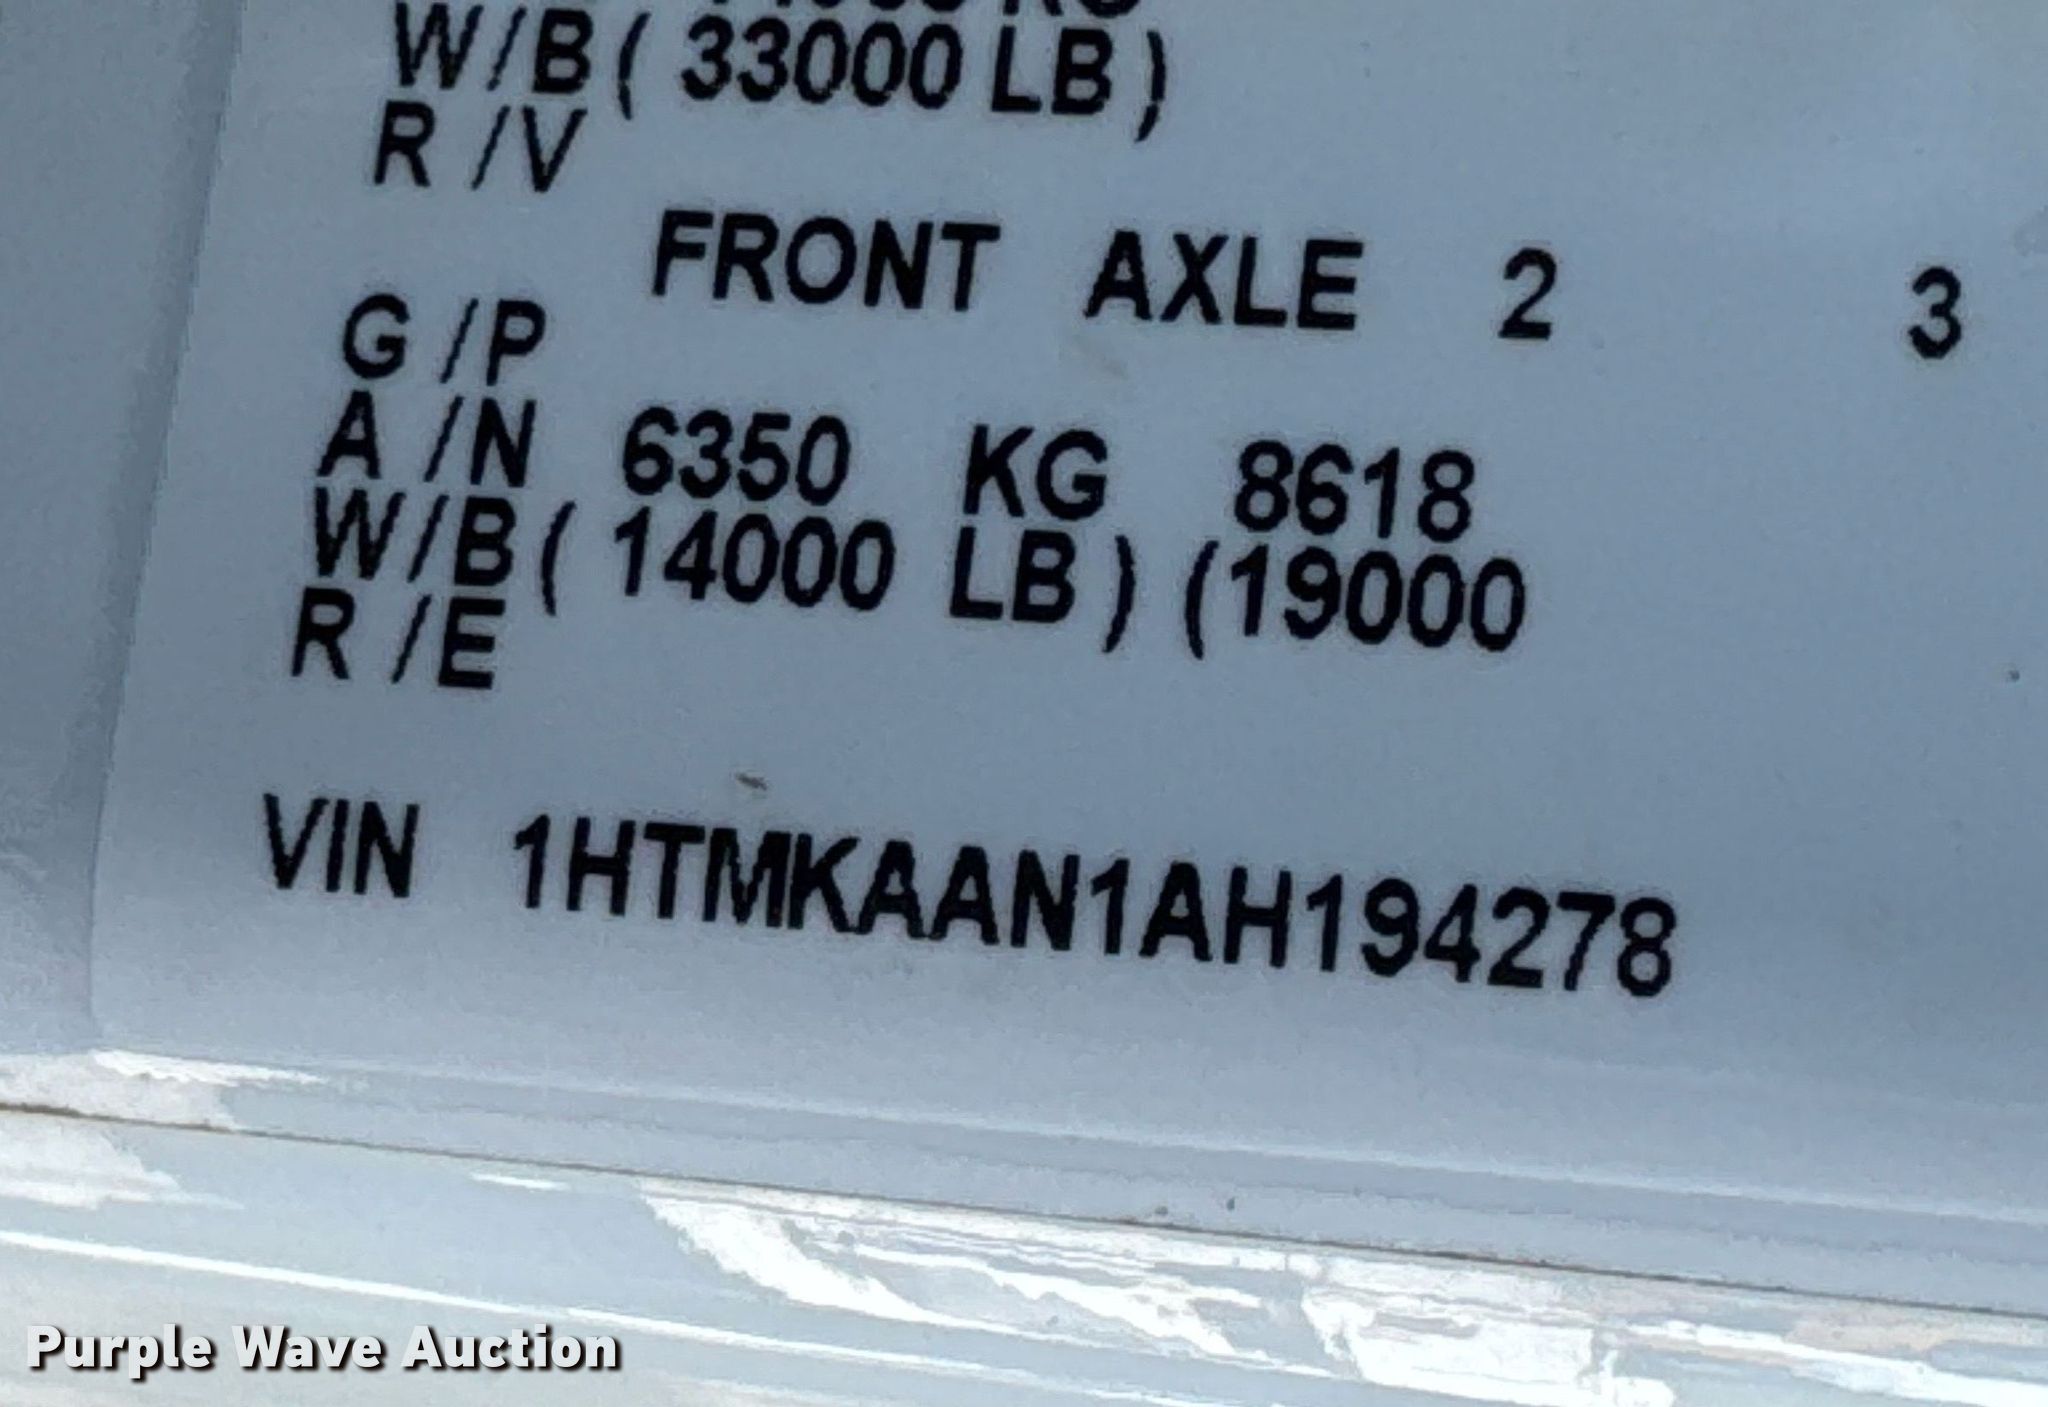 W/B ( 33000 LB )
R /V
FRONT AXLE 2 3
G /P
A /N 6350 KG 8618
W/B ( 14000 LB ) (19000
R /E
VIN 1HTMKAAN1AH194278
Purple Wave Auction